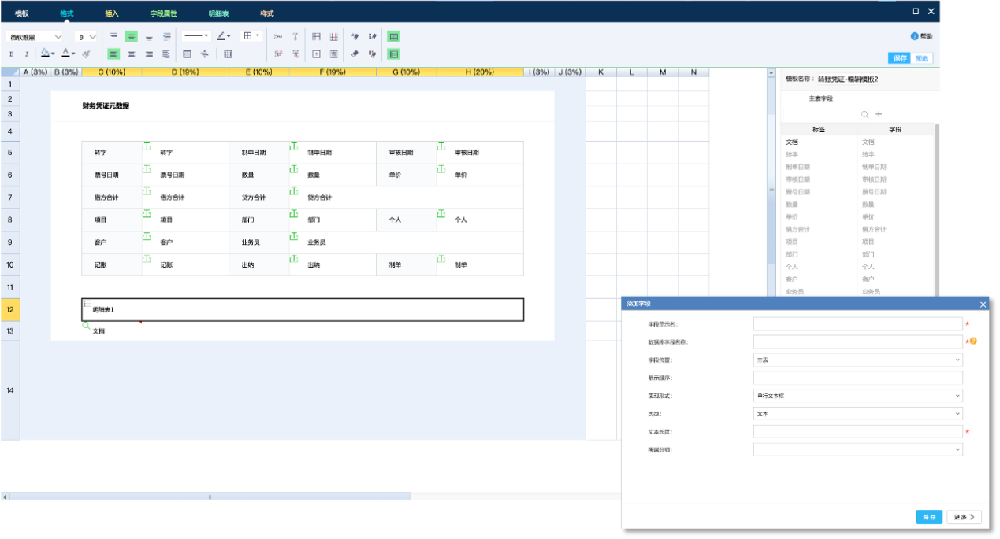 模板 格式 插入 字段属性 明细表 样式
微软雅黑 9 帮助
B I A 保存 预览
A (3%) B (3%) C (10%) D (19%) E (10%) F (19%) G (10%) H (20%) I (3%) J (3%) K L M N
模板名称： 转账凭证-编辑模板2
主表字段
标签 字段
文档 文档
转字 转字
制单日期 制单日期
审核日期 审核日期
票号日期 票号日期
数量 数量
单价 单价
借方合计 借方合计
项目 项目
部门 部门
个人 个人
客户 客户
业务员 业务员
1
2 财务凭证元数据
3
4
5 转字 转字 制单日期 制单日期 审核日期 审核日期
6 票号日期 票号日期 数量 数量 单价 单价
7 借方合计 借方合计 贷方合计 贷方合计
8 项目 项目 部门 部门 个人 个人
9 客户 客户 业务员 业务员
10 记账 记账 出纳 出纳 制单 制单
11
12 明细表1
13 文档
14
添加字段
字段显示名：
数据库字段名称：
字段位置： 主表
显示顺序：
表现形式： 单行文本框
类型： 文本
文本长度：
所属分组：
保存 更多